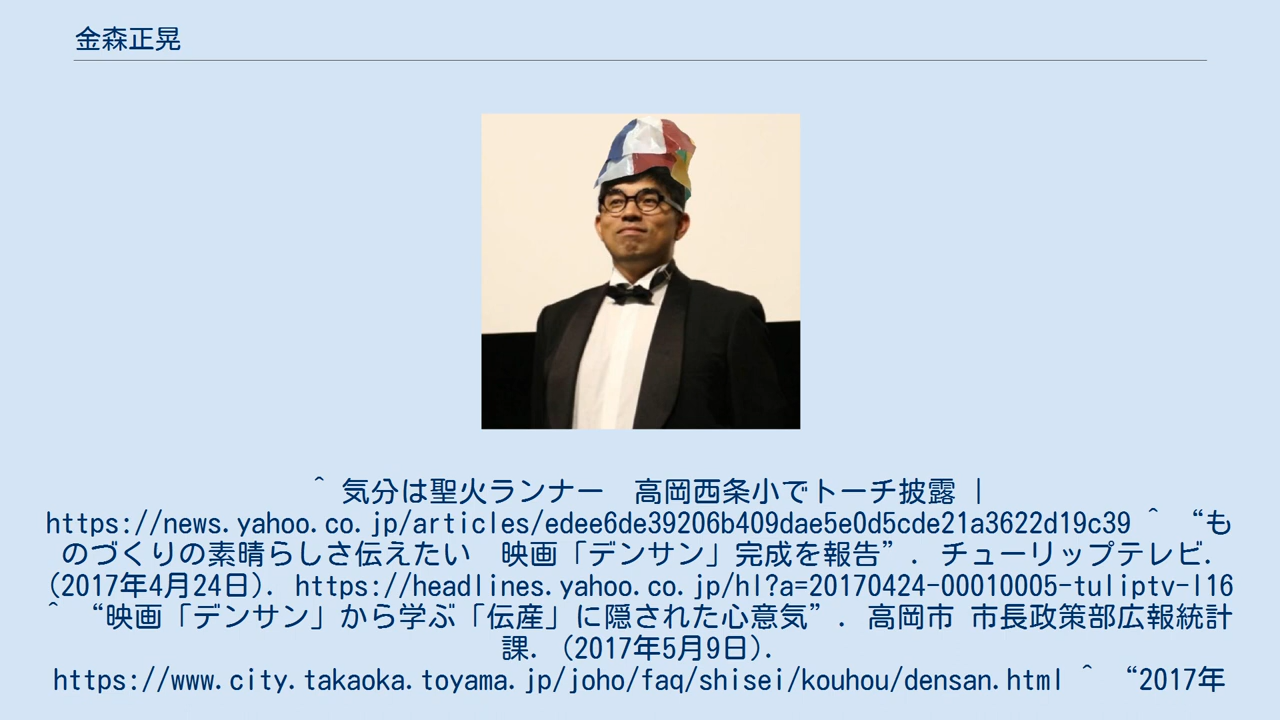 金森正晃
^ 気分は聖火ランナー　高岡西条小でトーチ披露 |
https://news.yahoo.co.jp/articles/edee6de39206b409dae5e0d5cde21a3622d19c39 ^ “も
のづくりの素晴らしさ伝えたい　映画「デンサン」完成を報告”. チューリップテレビ.
(2017年4月24日). https://headlines.yahoo.co.jp/hl?a=20170424-00010005-tuliptv-l16
^ “映画「デンサン」から学ぶ「伝産」に隠された心意気”. 高岡市 市長政策部広報統計
課. (2017年5月9日).
https://www.city.takaoka.toyama.jp/joho/faq/shisei/kouhou/densan.html ^ “2017年